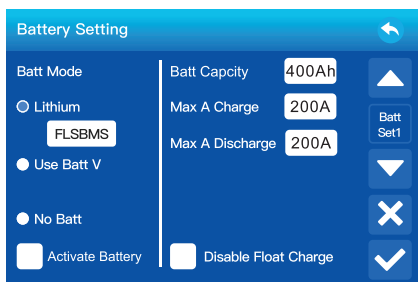 Battery Setting
Batt Mode
Lithium
FLSBMS
Use Batt V
No Batt
Activate Battery
Batt Capcity 400Ah
Max A Charge 200A
Max A Discharge 200A
Disable Float Charge
Batt
Set1